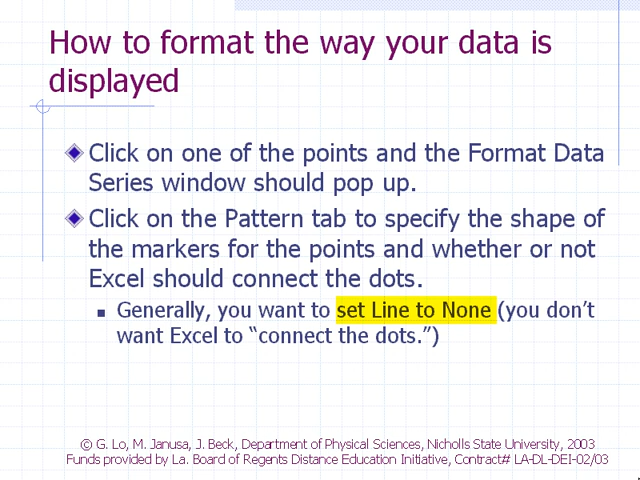 How to format the way your data is
displayed
Click on one of the points and the Format Data
Series window should pop up.
Click on the Pattern tab to specify the shape of
the markers for the points and whether or not
Excel should connect the dots.
Generally, you want to set Line to None (you don’t
want Excel to “connect the dots.”)
© G. Lo, M. Janusa, J. Beck, Department of Physical Sciences, Nicholls State University, 2003
Funds provided by La. Board of Regents Distance Education Initiative, Contract# LA-DL-DEI-02/03